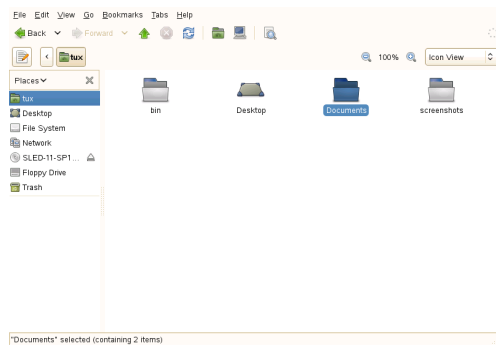 File Edit View Go Bookmarks Tabs Help
Back Forward
tux 100% Icon View
Places
tux
Desktop
File System
Network
SLED-11-SP1...
Floppy Drive
Trash
bin Desktop Documents screenshots
"Documents" selected (containing 2 items)